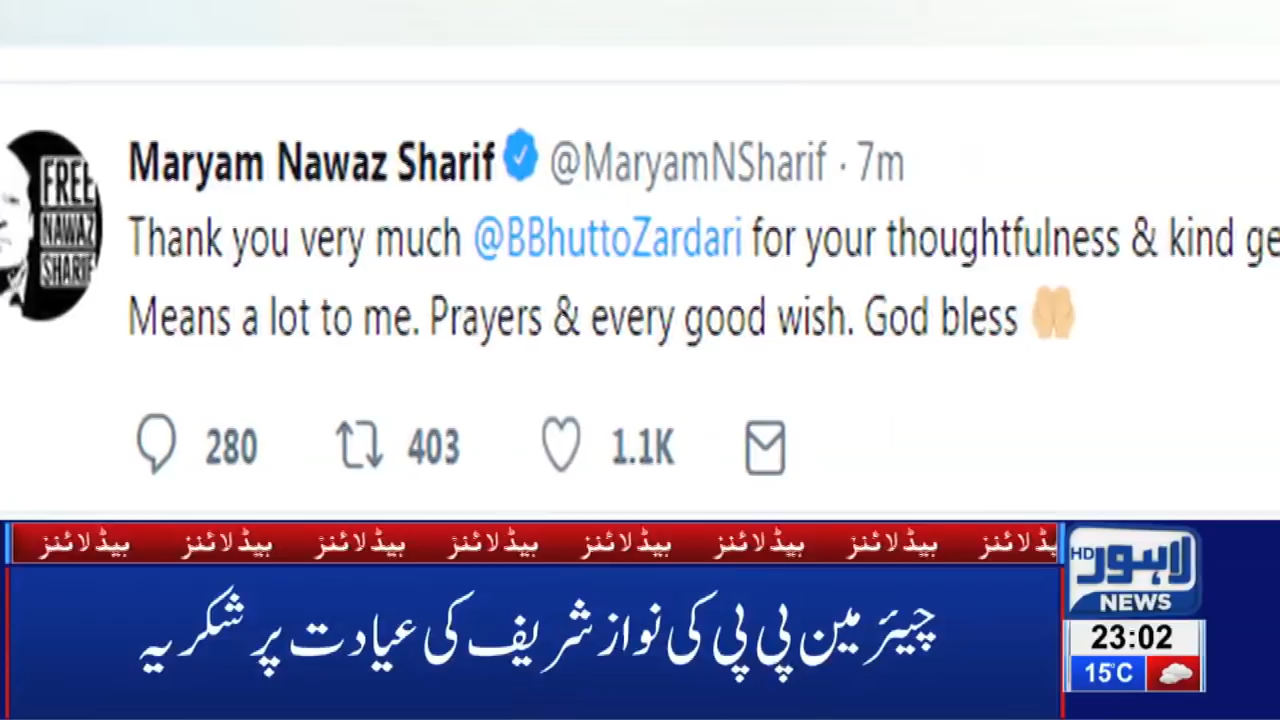 FREE
NAWAZ
SHARIF
Maryam Nawaz Sharif @MaryamNSharif · 7m
Thank you very much @BBhuttoZardari for your thoughtfulness & kind ge
Means a lot to me. Prayers & every good wish. God bless 🤲🏼
280 403 1.1K
ہیڈلائنز ہیڈلائنز ہیڈلائنز ہیڈلائنز ہیڈلائنز ہیڈلائنز ہیڈلائنز ہیڈلائنز
چیئرمین پی پی کی نواز شریف کی عیادت پر شکریہ
لاہور HD
NEWS
23:02
15°C